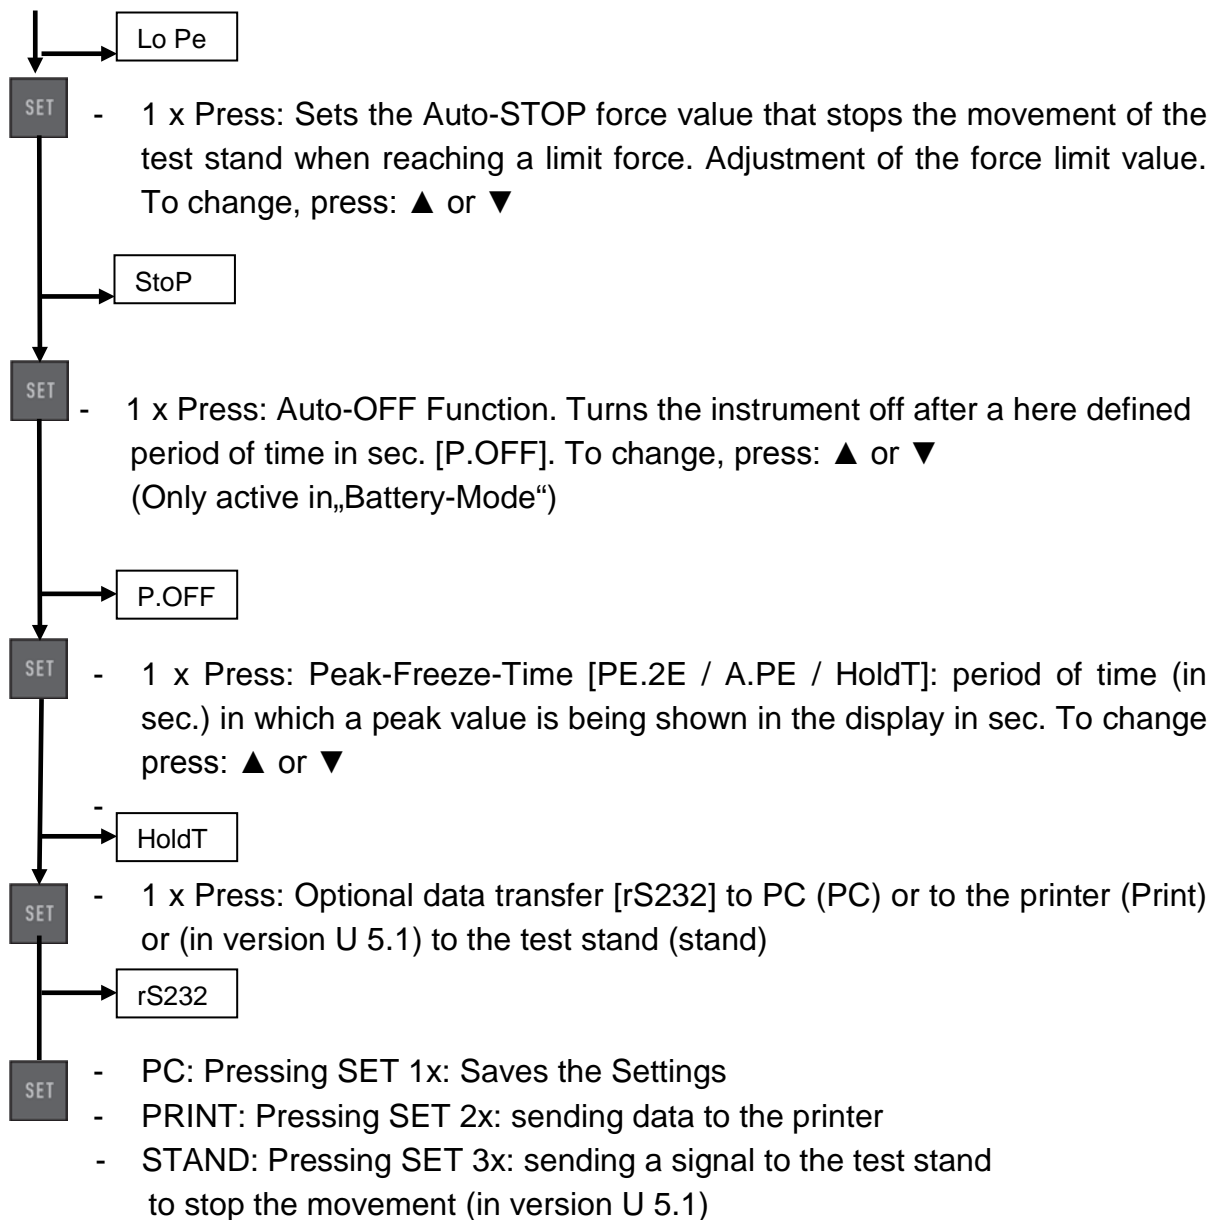 Lo Pe
SET
- 1 x Press: Sets the Auto-STOP force value that stops the movement of the
test stand when reaching a limit force. Adjustment of the force limit value.
To change, press: ▲ or ▼
StoP
SET
- 1 x Press: Auto-OFF Function. Turns the instrument off after a here defined
period of time in sec. [P.OFF]. To change, press: ▲ or ▼
(Only active in„Battery-Mode“)
P.OFF
SET
- 1 x Press: Peak-Freeze-Time [PE.2E / A.PE / HoldT]: period of time (in
sec.) in which a peak value is being shown in the display in sec. To change
press: ▲ or ▼
-
HoldT
SET
- 1 x Press: Optional data transfer [rS232] to PC (PC) or to the printer (Print)
or (in version U 5.1) to the test stand (stand)
rS232
SET
- PC: Pressing SET 1x: Saves the Settings
- PRINT: Pressing SET 2x: sending data to the printer
- STAND: Pressing SET 3x: sending a signal to the test stand
to stop the movement (in version U 5.1)